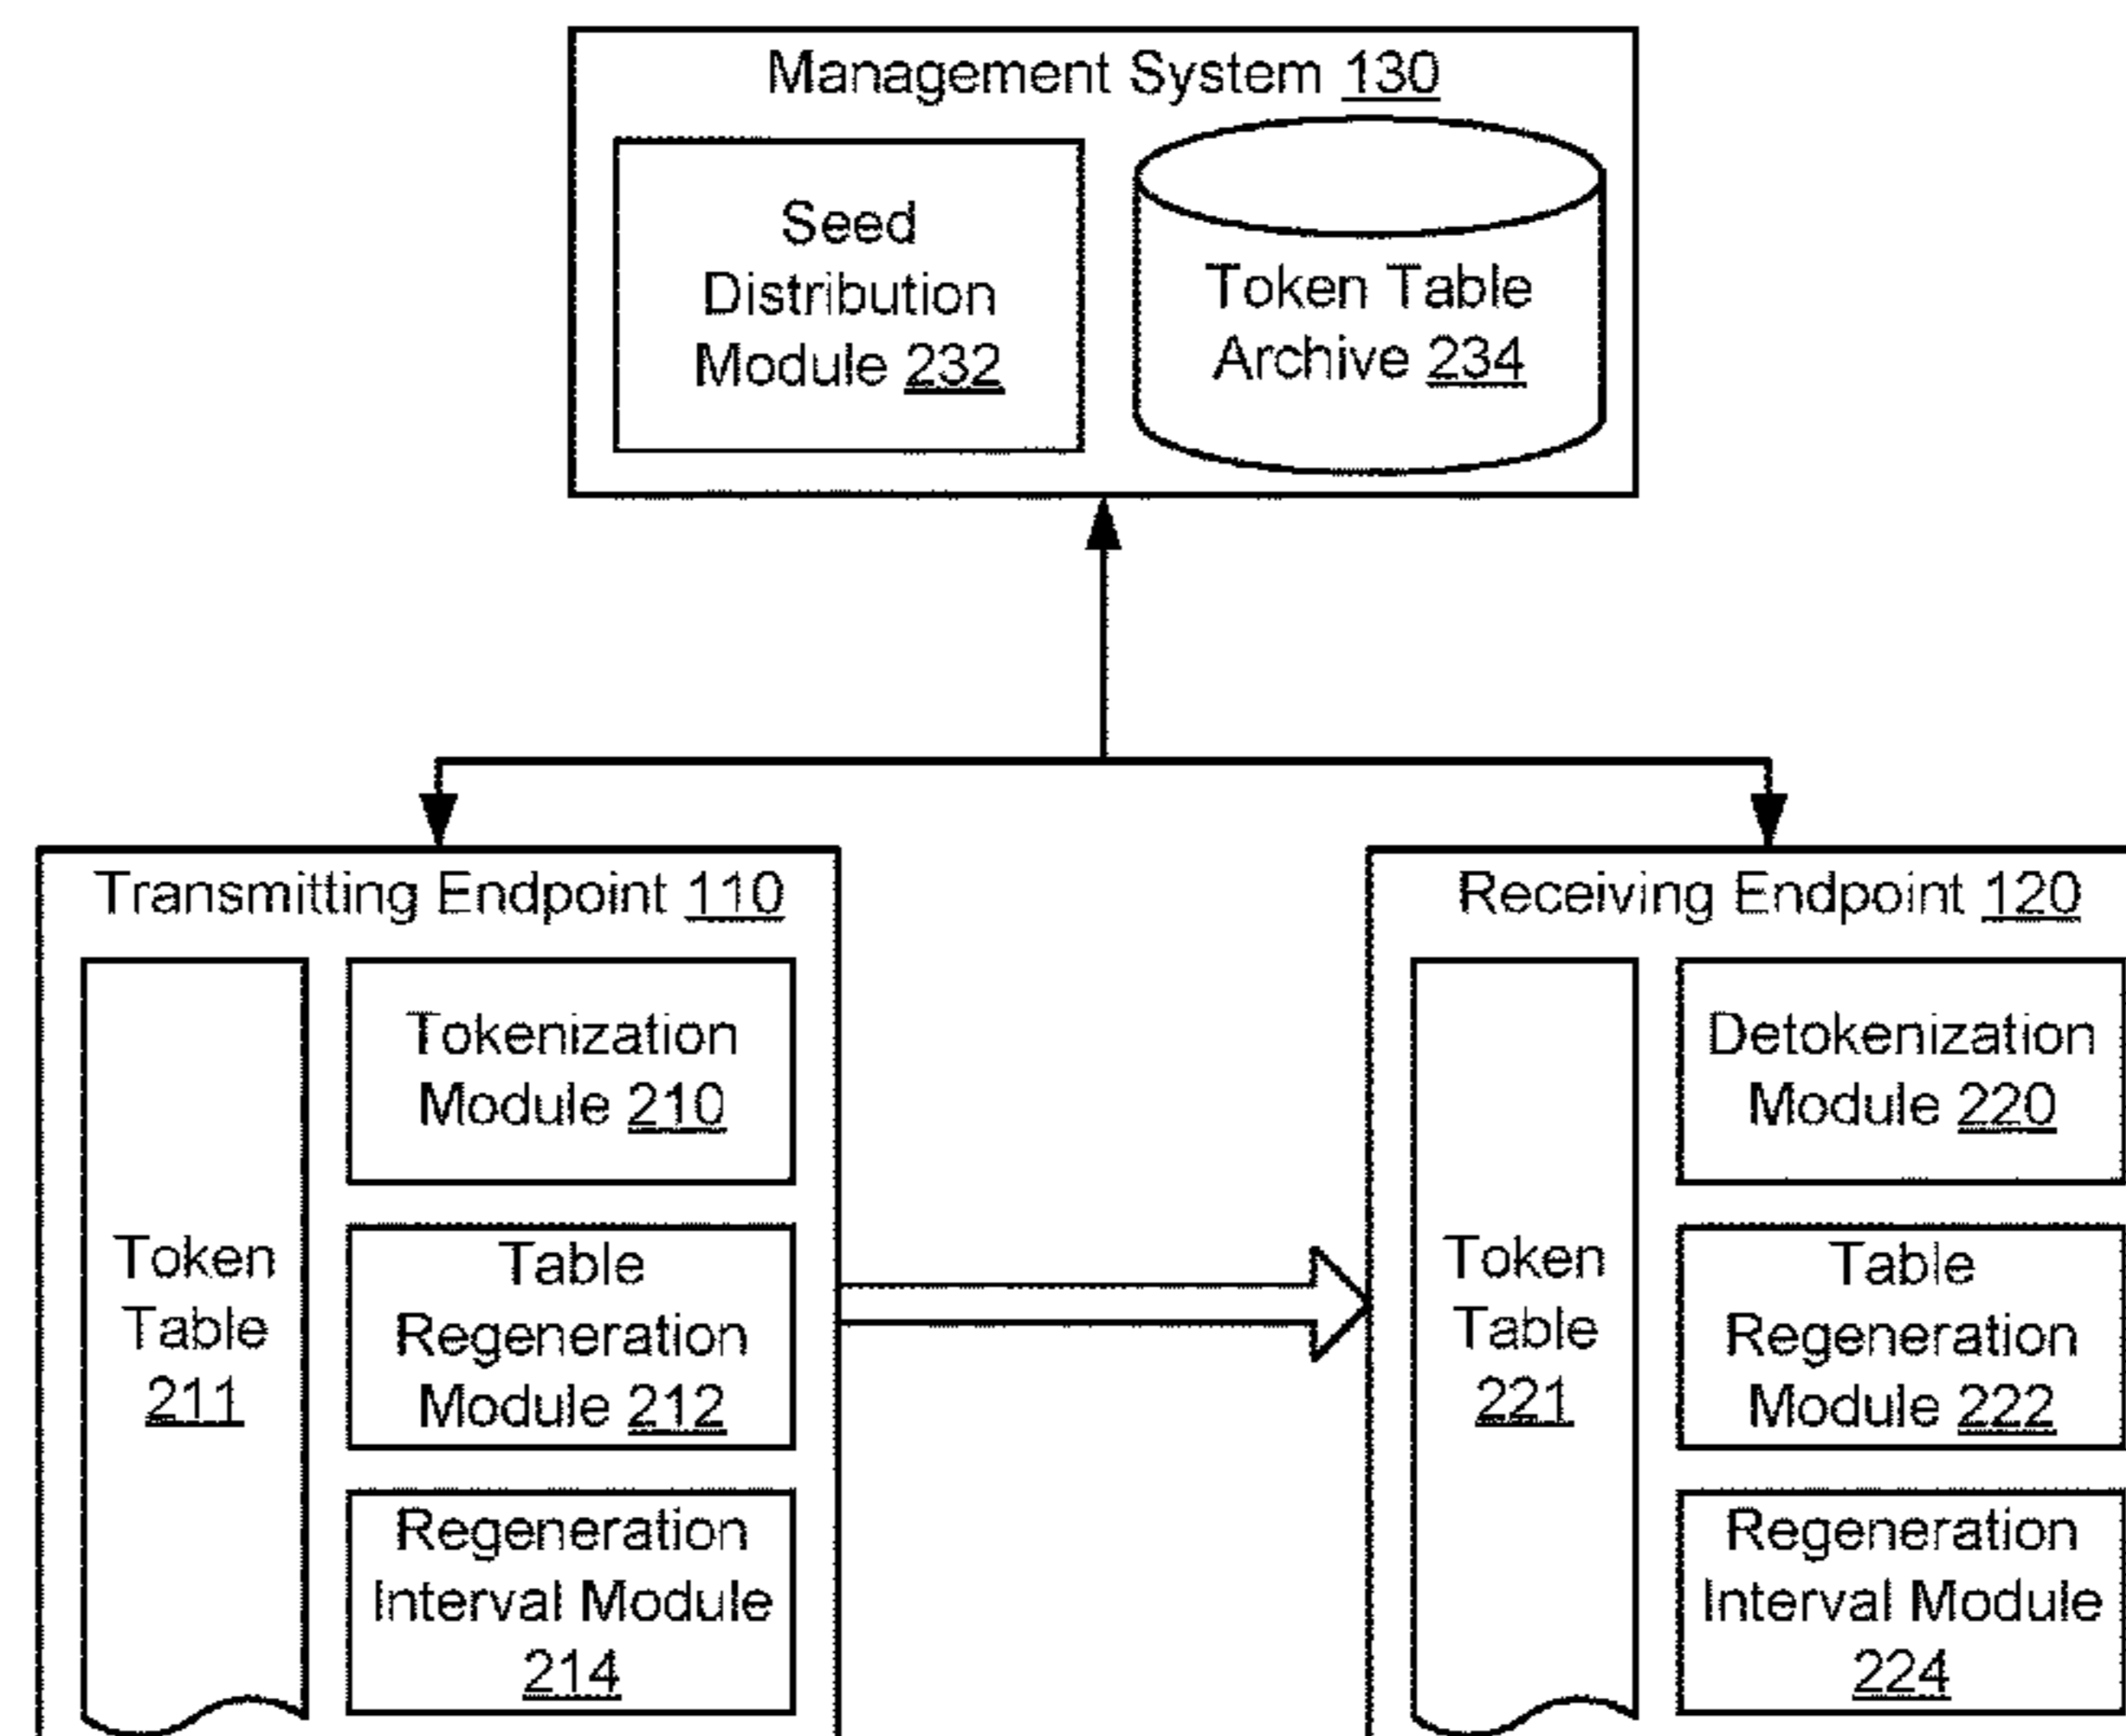 Management System 130
Seed
Distribution
Module 232
Token Table
Archive 234
Transmitting Endpoint 110
Token
Table
211
Tokenization
Module 210
Table
Regeneration
Module 212
Regeneration
Interval Module
214
Receiving Endpoint 120
Token
Table
221
Detokenization
Module 220
Table
Regeneration
Module 222
Regeneration
Interval Module
224